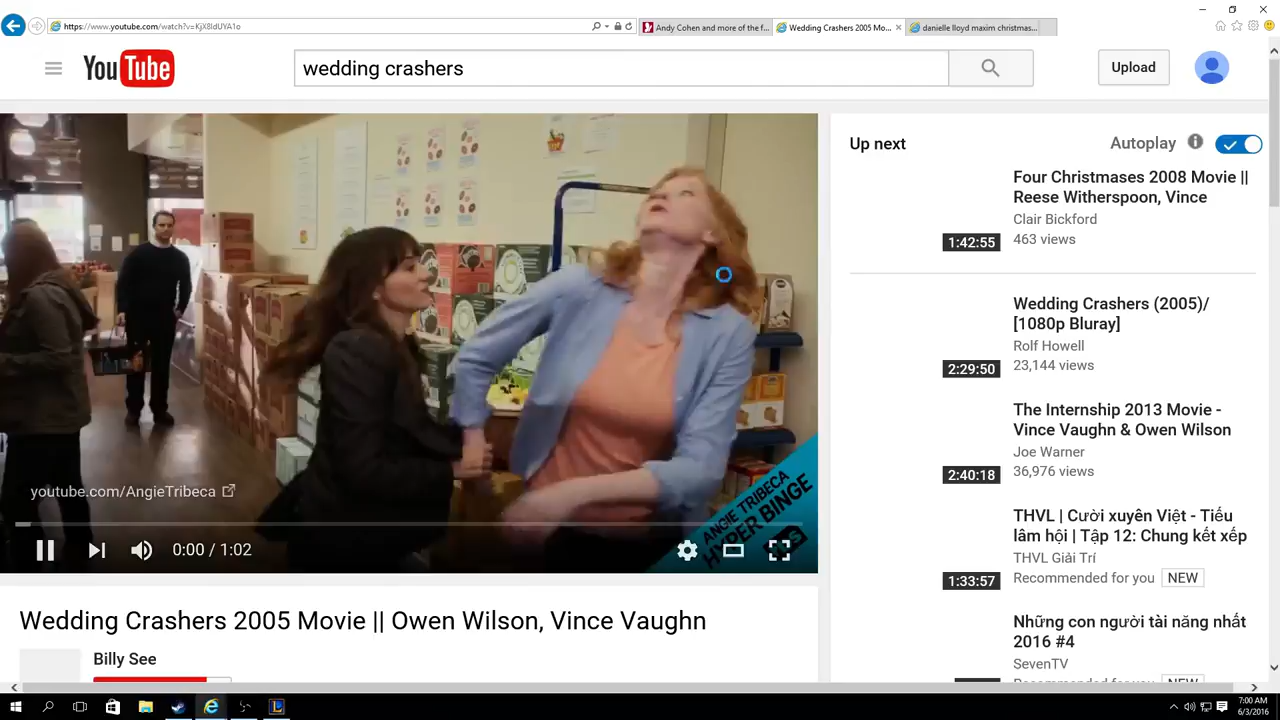 https://www.youtube.com/watch?v=KjX8ldUYA1o
Andy Cohen and more of the f...
Wedding Crashers 2005 Mo...
danielle lloyd maxim christmas...
YouTube
wedding crashers
Upload
Up next
Autoplay
Four Christmases 2008 Movie ||
Reese Witherspoon, Vince
Clair Bickford
463 views
1:42:55
Wedding Crashers (2005)/
[1080p Bluray]
Rolf Howell
23,144 views
2:29:50
The Internship 2013 Movie -
Vince Vaughn & Owen Wilson
Joe Warner
36,976 views
2:40:18
THVL | Cười xuyên Việt - Tiếu
lâm hội | Tập 12: Chung kết xếp
THVL Giải Trí
Recommended for you NEW
1:33:57
Những con người tài năng nhất
2016 #4
SevenTV
Recommended for you NEW
youtube.com/AngieTribeca
ANGIE TRIBECA
HYPER BINGE
0:00 / 1:02
Wedding Crashers 2005 Movie || Owen Wilson, Vince Vaughn
Billy See
7:00 AM
6/3/2016